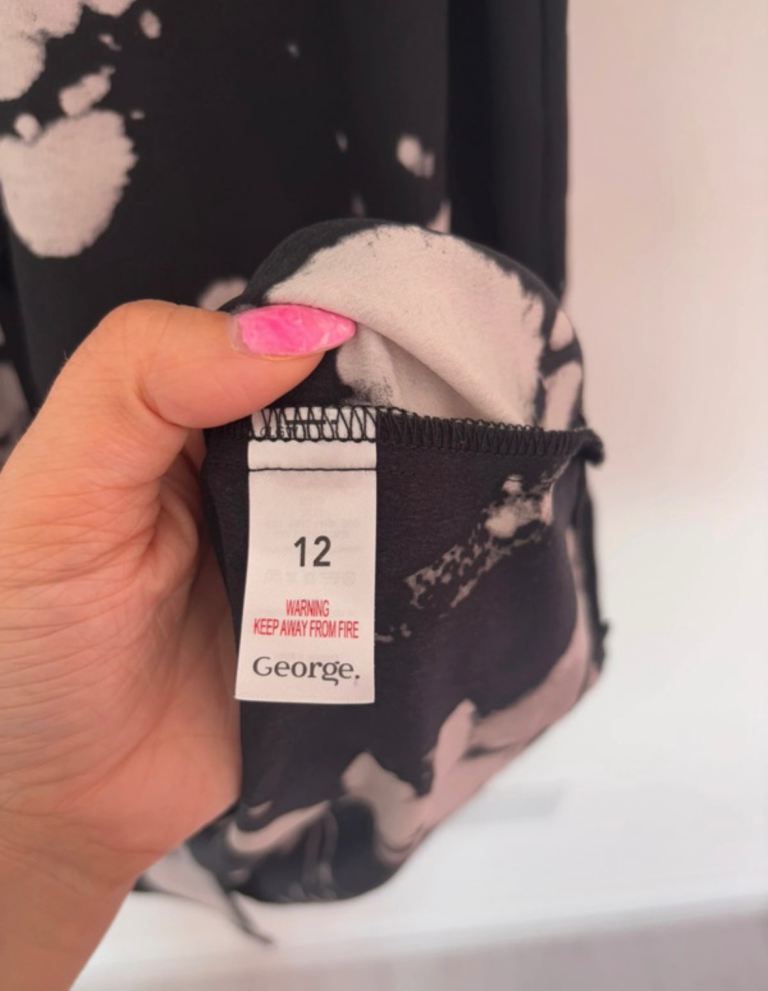 12
WARNING
KEEP AWAY FROM FIRE
George.